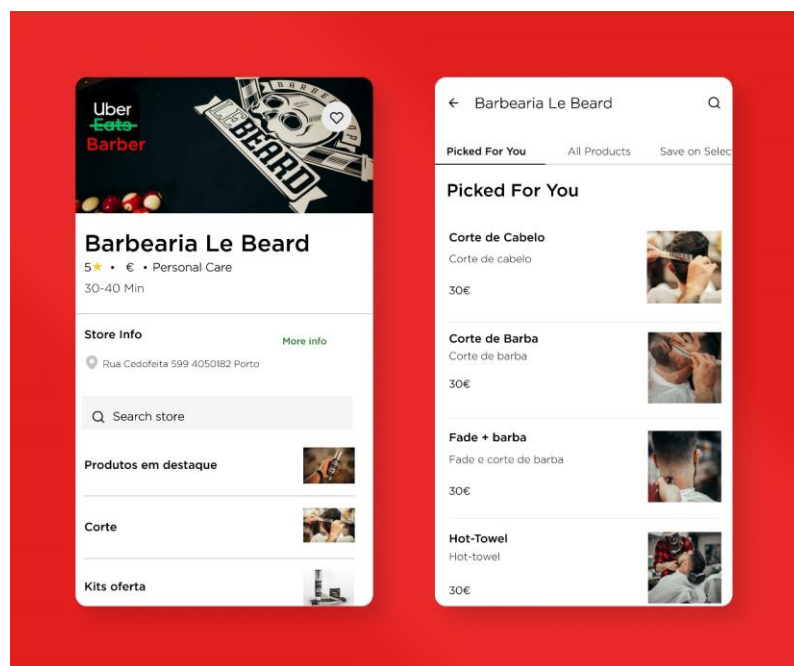 Uber
Eats
Barber
BARBE
LE BEARD
Barbearia Le Beard
5★ • € • Personal Care
30-40 Min
Store Info
More info
Rua Cedofeita 599 4050182 Porto
Search store
Produtos em destaque
Corte
Kits oferta
Barbearia Le Beard
Picked For You
All Products
Save on Selec
Picked For You
Corte de Cabelo
Corte de cabelo
30€
Corte de Barba
Corte de barba
30€
Fade + barba
Fade e corte de barba
30€
Hot-Towel
Hot-towel
30€